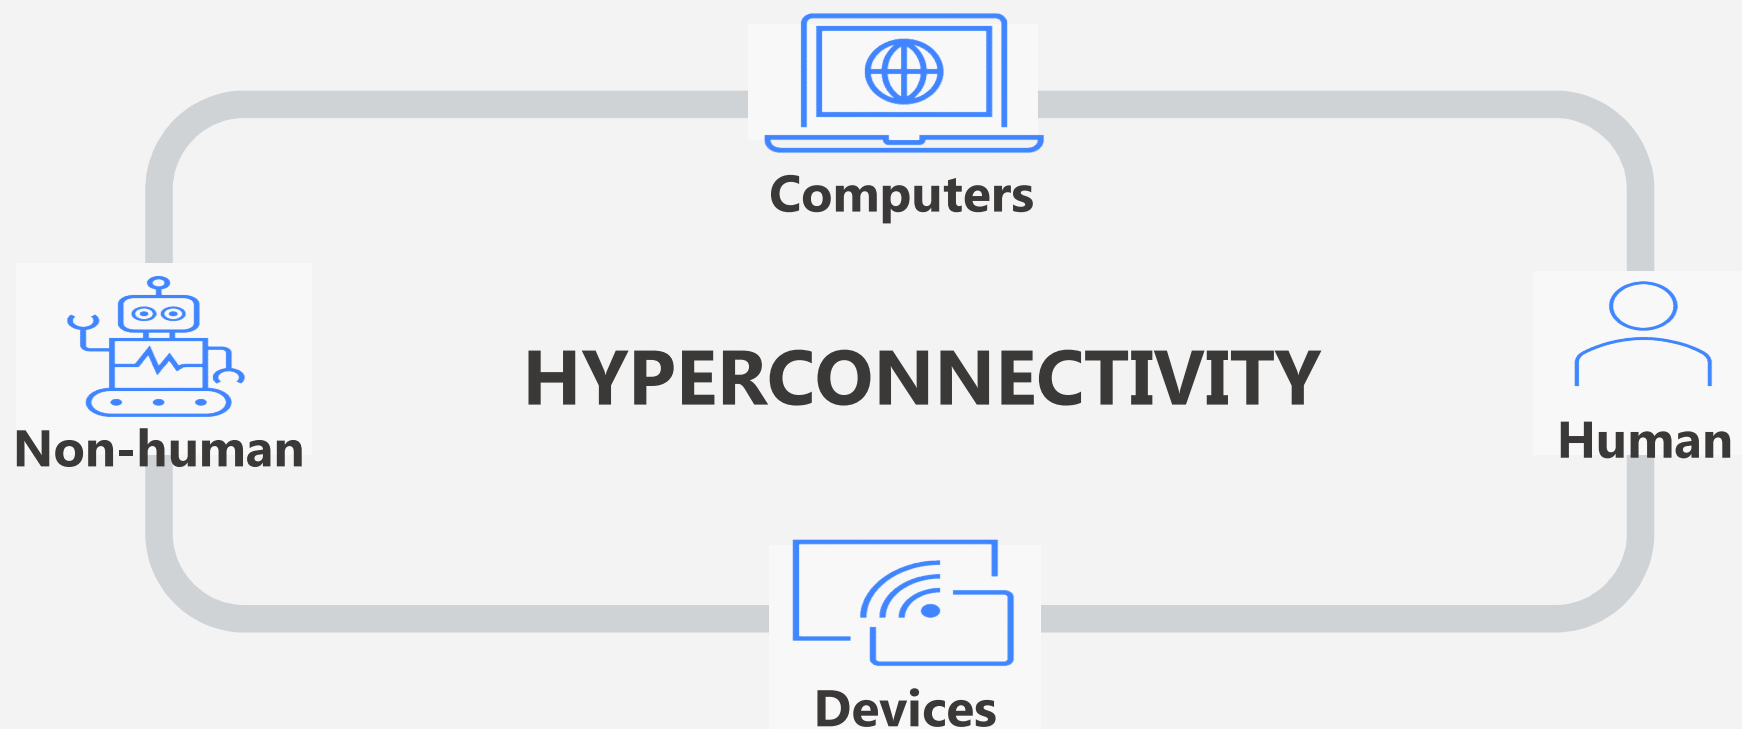 Computers
HYPERCONNECTIVITY
Non-human
Human
Devices